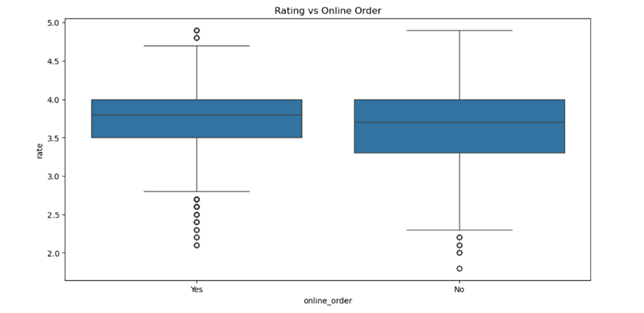 Rating vs Online Order
5.0
4.5
4.0
3.5
3.0
2.5
2.0
rate
Yes
No
online_order